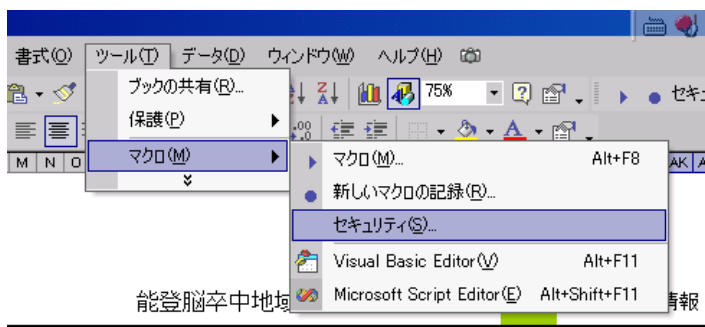 書式(O) ツール(T) データ(D) ウィンドウ(W) ヘルプ(H)
ブックの共有(R)...
75%
セキ
保護(P)
マクロ(M)
M N O
AK
マクロ(M)... Alt+F8
新しいマクロの記録(R)...
セキュリティ(S)...
Visual Basic Editor(V) Alt+F11
Microsoft Script Editor(E) Alt+Shift+F11
能登脳卒中地域
情報